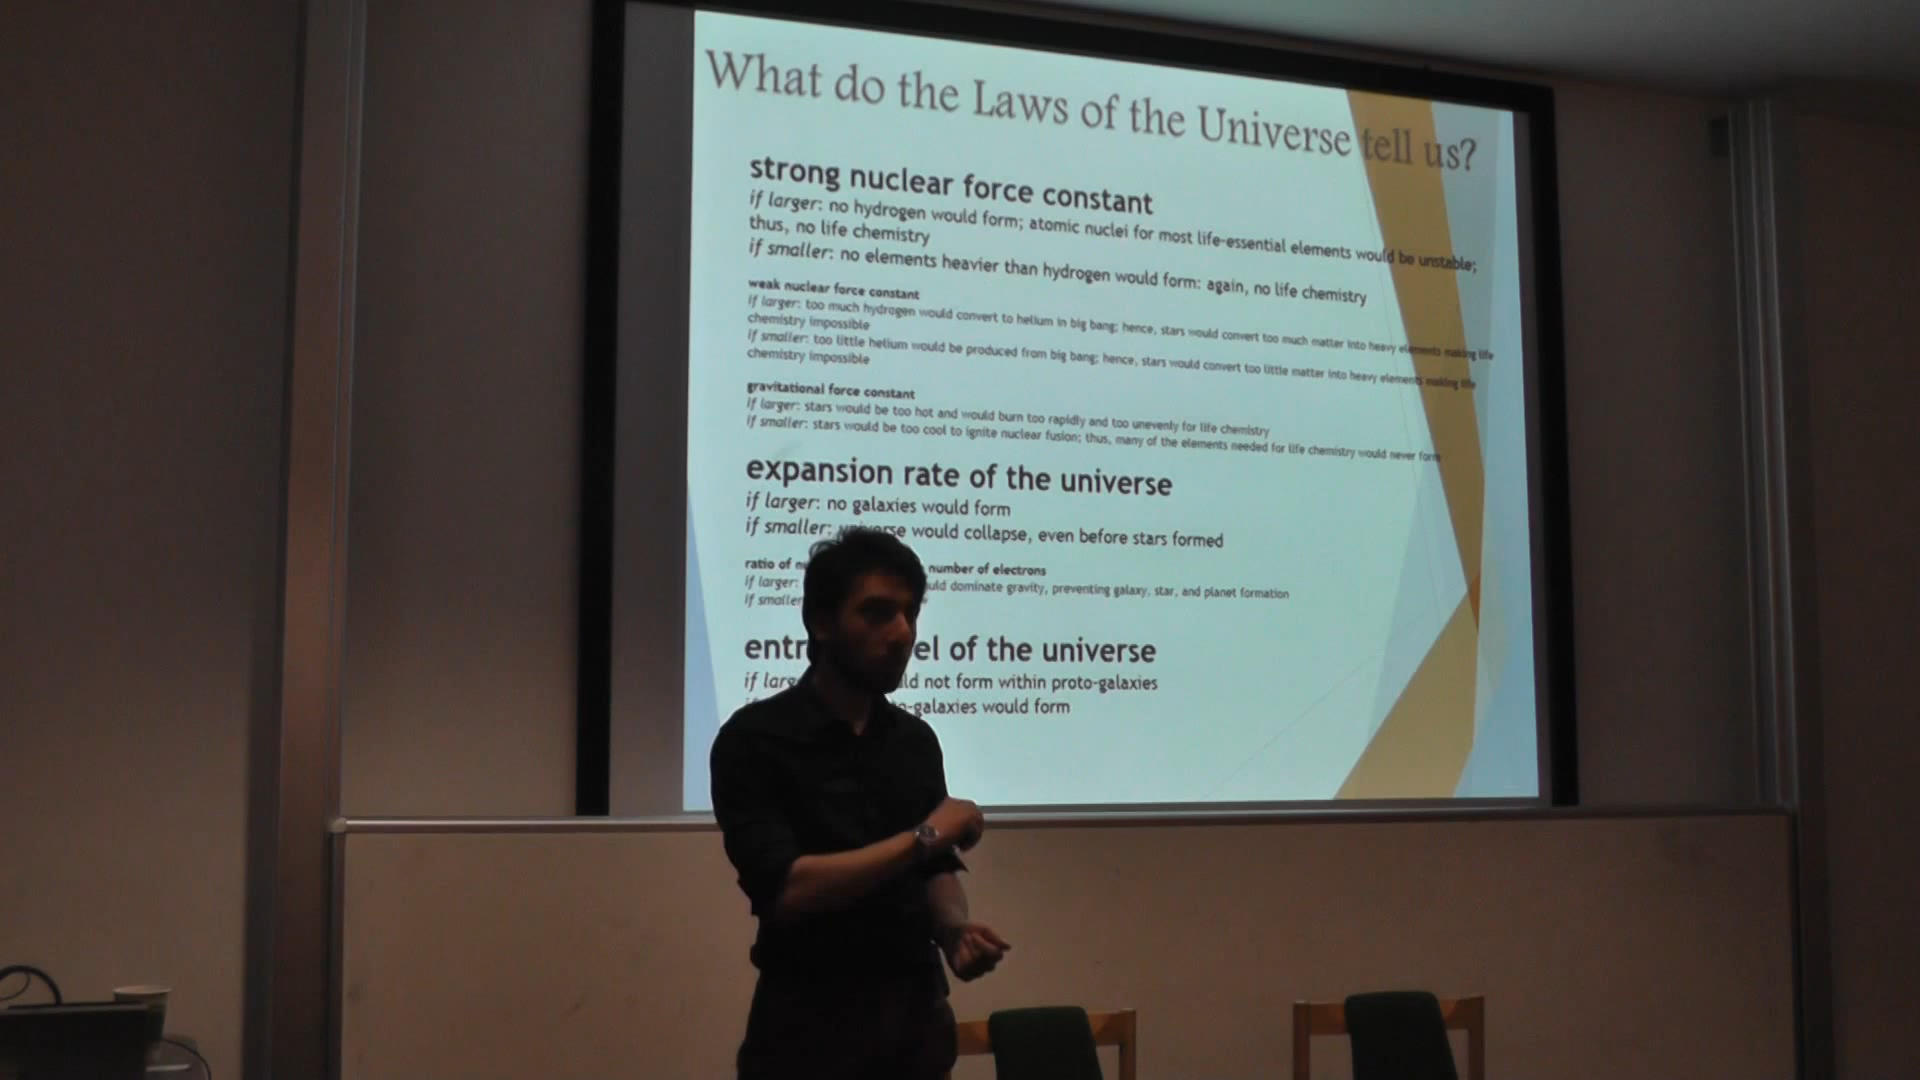 What do the Laws of the Universe tell us?
strong nuclear force constant
if larger: no hydrogen would form; atomic nuclei for most life-essential elements would be unstable;
thus, no life chemistry
if smaller: no elements heavier than hydrogen would form: again, no life chemistry
weak nuclear force constant
if larger: too much hydrogen would convert to helium in big bang; hence, stars would convert too much matter into heavy elements making life
chemistry impossible
if smaller: too little helium would be produced from big bang; hence, stars would convert too little matter into heavy elements making life
chemistry impossible
gravitational force constant
if larger: stars would be too hot and would burn too rapidly and too unevenly for life chemistry
if smaller: stars would be too cool to ignite nuclear fusion; thus, many of the elements needed for life chemistry would never form
expansion rate of the universe
if larger: no galaxies would form
if smaller: universe would collapse, even before stars formed
ratio of number of electrons
if larger: dominate gravity, preventing galaxy, star, and planet formation
if smaller
of the universe
if not form within proto-galaxies
would form